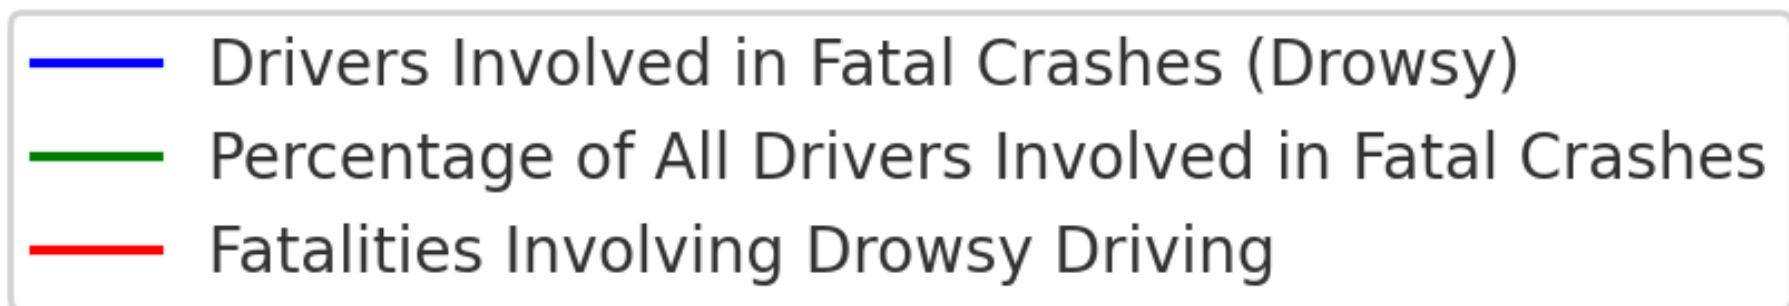 Drivers Involved in Fatal Crashes (Drowsy)
Percentage of All Drivers Involved in Fatal Crashes
Fatalities Involving Drowsy Driving